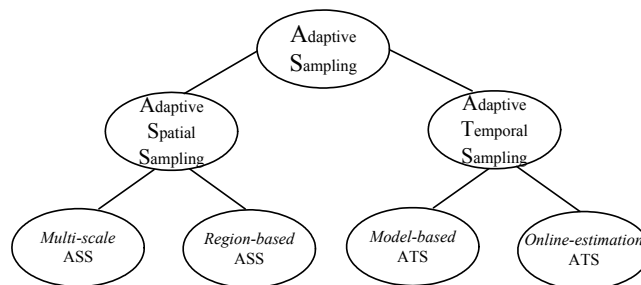 Adaptive
Sampling
Adaptive
Spatial
Sampling
Adaptive
Temporal
Sampling
Multi-scale
ASS
Region-based
ASS
Model-based
ATS
Online-estimation
ATS